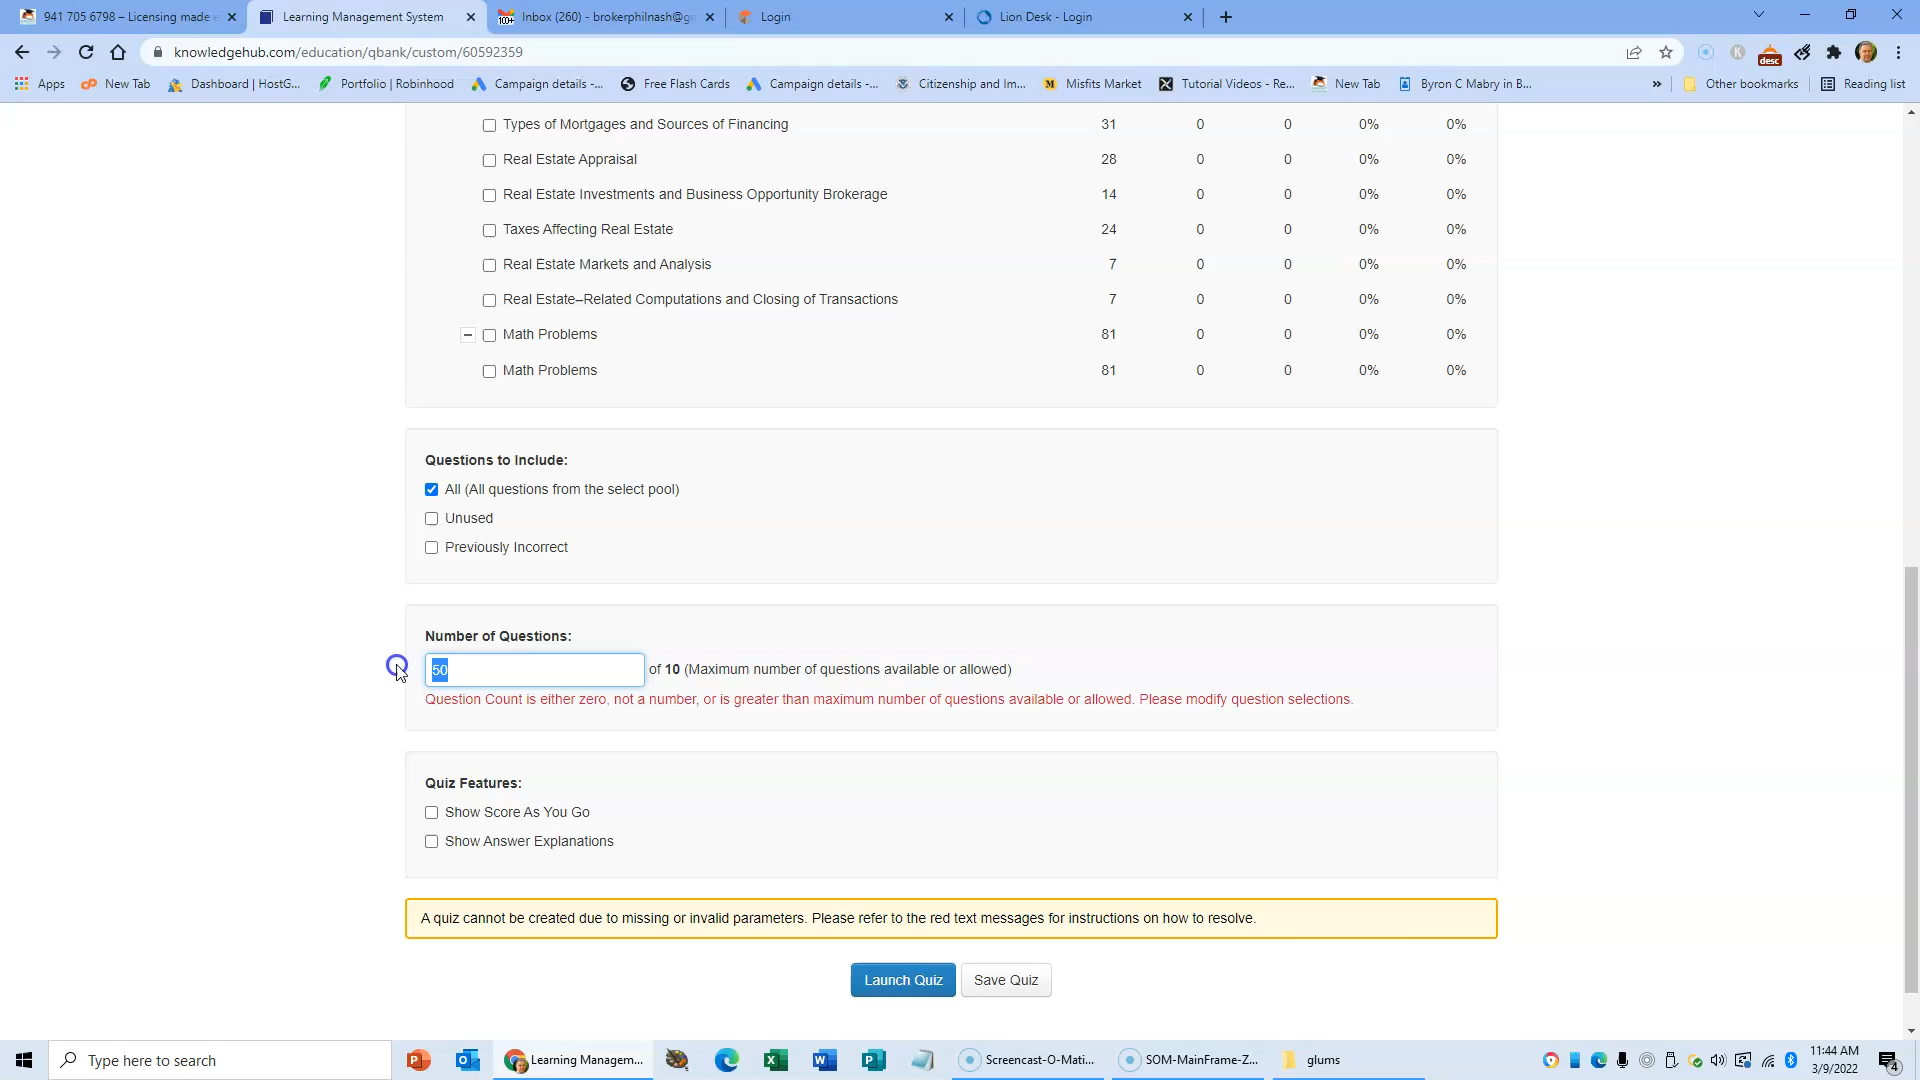 941 705 6798 – Licensing made e
Learning Management System
Inbox (260) - brokerphilnash@gm
Login
Lion Desk - Login
knowledgehub.com/education/qbank/custom/60592359
desc
Apps
New Tab
Dashboard | HostG...
Portfolio | Robinhood
Campaign details -...
Free Flash Cards
Campaign details -...
Citizenship and Im...
Misfits Market
Tutorial Videos - Re...
New Tab
Byron C Mabry in B...
»
Other bookmarks
Reading list
Types of Mortgages and Sources of Financing 31 0 0 0% 0%
Real Estate Appraisal 28 0 0 0% 0%
Real Estate Investments and Business Opportunity Brokerage 14 0 0 0% 0%
Taxes Affecting Real Estate 24 0 0 0% 0%
Real Estate Markets and Analysis 7 0 0 0% 0%
Real Estate–Related Computations and Closing of Transactions 7 0 0 0% 0%
Math Problems 81 0 0 0% 0%
Math Problems 81 0 0 0% 0%
Questions to Include:
All (All questions from the select pool)
Unused
Previously Incorrect
Number of Questions:
50 of 10 (Maximum number of questions available or allowed)
Question Count is either zero, not a number, or is greater than maximum number of questions available or allowed. Please modify question selections.
Quiz Features:
Show Score As You Go
Show Answer Explanations
A quiz cannot be created due to missing or invalid parameters. Please refer to the red text messages for instructions on how to resolve.
Launch Quiz
Save Quiz
Type here to search
Learning Managem...
Screencast-O-Mati...
SOM-MainFrame-Z...
glums
11:44 AM
3/9/2022
4